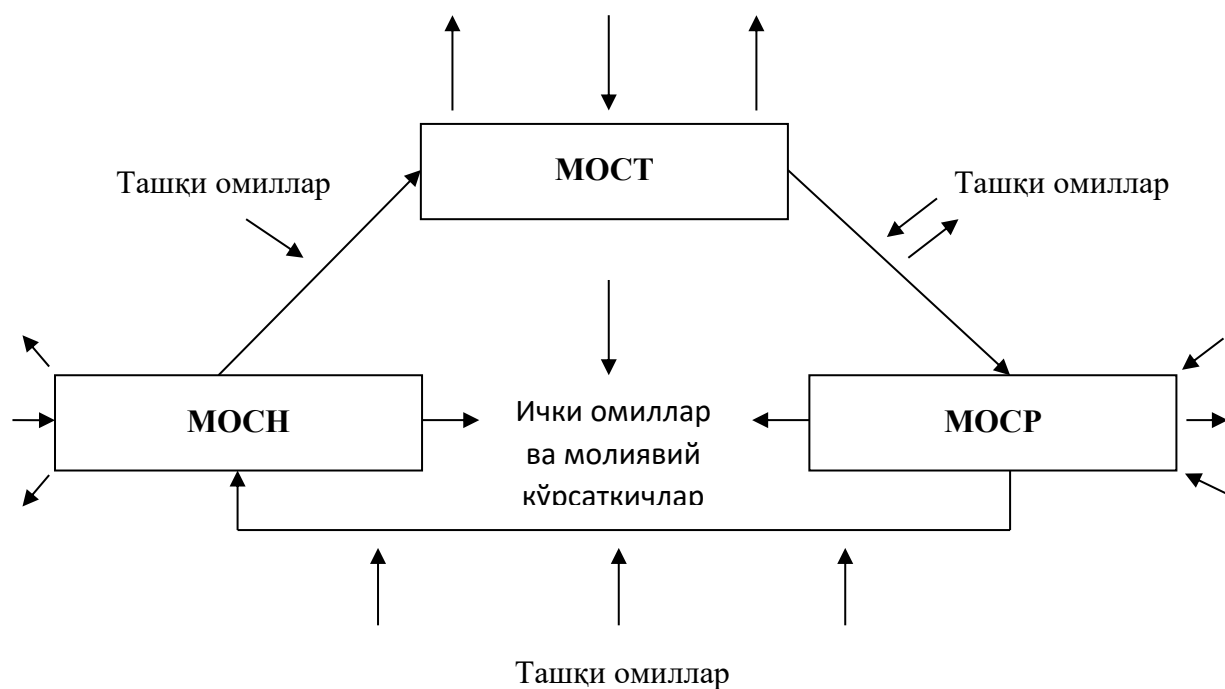 МОСТ
Ташқи омиллар
Ташқи омиллар
МОСН
Ички омиллар
ва молиявий
кўрсаткичлар
МОСР
Ташқи омиллар